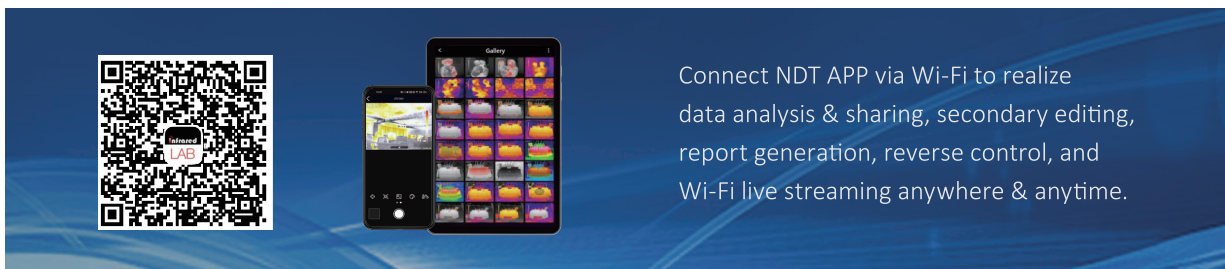 infrared
LAB
Gallery
Connect NDT APP via Wi-Fi to realize
data analysis & sharing, secondary editing,
report generation, reverse control, and
Wi-Fi live streaming anywhere & anytime.